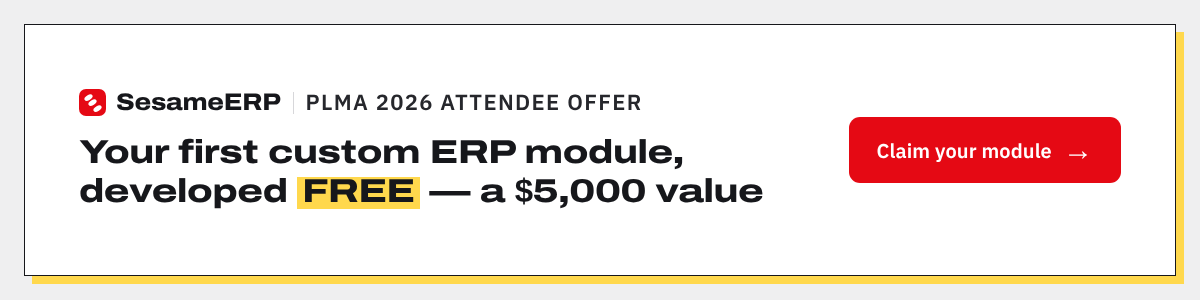 SesameERP | PLMA 2026 ATTENDEE OFFER
Your first custom ERP module,
developed FREE — a $5,000 value
Claim your module →